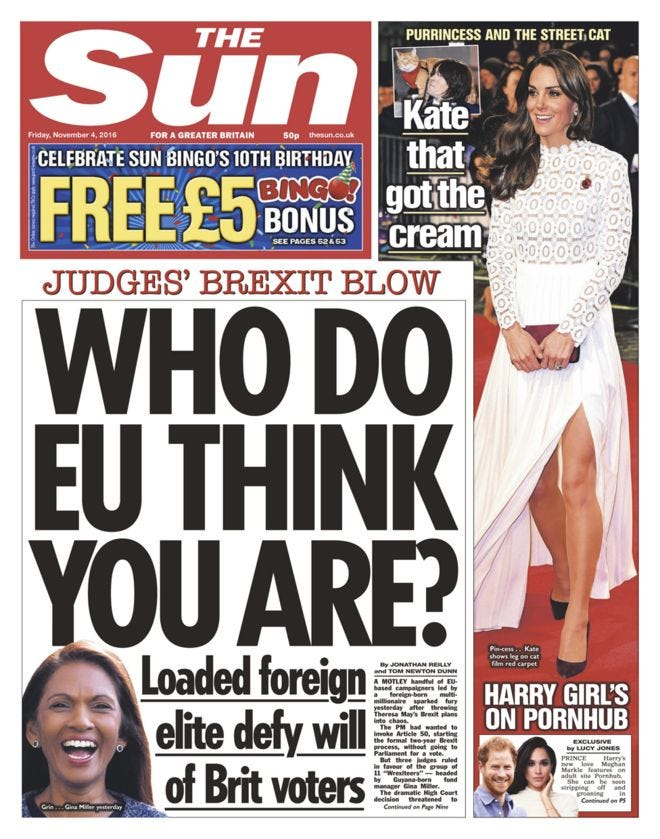 THE
Sun
Friday, November 4, 2016
FOR A GREATER BRITAIN
50p thesun.co.uk
CELEBRATE SUN BINGO'S 10TH BIRTHDAY
FREE £5 BINGO!
BONUS
SEE PAGES 52 & 53
PURRINCESS AND THE STREET CAT
Kate
that
got the
cream
JUDGES' BREXIT BLOW
WHO DO
EU THINK
YOU ARE?
Loaded foreign
elite defy will
of Brit voters
Grin . . . Gina Miller yesterday
By JONATHAN REILLY
and TOM NEWTON DUNN
A MOTLEY handful of EU-
based campaigners led by
a foreign-born multi-
millionaire sparked fury
yesterday after throwing
Theresa May's Brexit plans
into chaos.
The PM had wanted to
invoke Article 50, starting
the formal two-year Brexit
process, without going to
Parliament for a vote.
But three judges ruled
in favour of the group of
11 "Wrexiteers" — headed
by Guyana-born fund
manager Gina Miller.
The dramatic High Court
decision threatened to
Continued on Page Nine
Pin-cess . . Kate
shows leg on cat
film red carpet
HARRY GIRL'S
ON PORNHUB
EXCLUSIVE
by LUCY JONES
PRINCE Harry's
new love Meghan
Markle features on
adult site Pornhub.
She can be seen
stripping off and
groaning in
Continued on P5